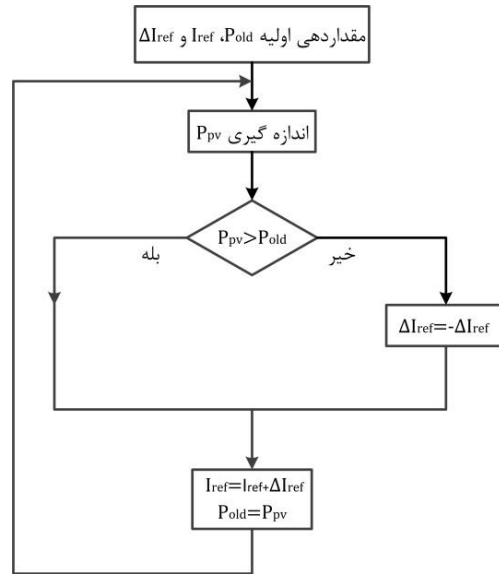 مقداردهی اولیه Iref ،Pold و ΔIref
اندازه گیری Ppv
Ppv>Pold
بله
خیر
ΔIref=-ΔIref
Iref=Iref+ΔIref
Pold=Ppv